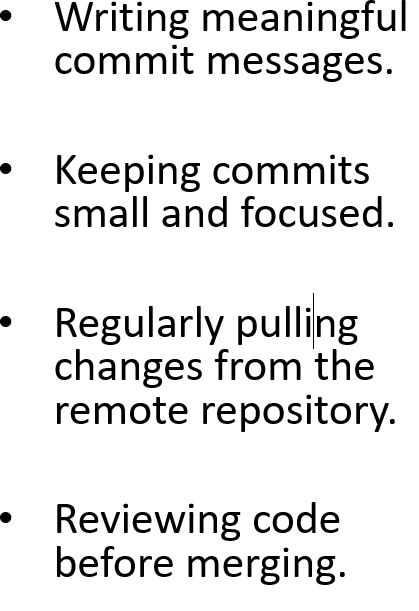 • Writing meaningful
commit messages.
• Keeping commits
small and focused.
• Regularly pulling
changes from the
remote repository.
• Reviewing code
before merging.